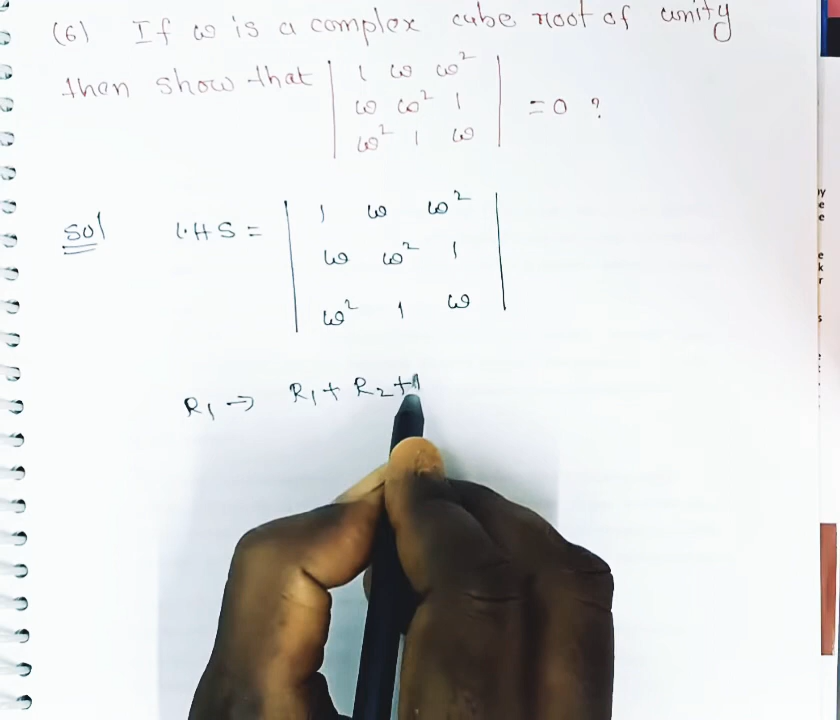 (6) If ω is a complex cube root of unity
then show that | 1 ω ω² |
| ω ω² 1 | = 0 ?
| ω² 1 ω |
Sol L.H S = | 1 ω ω² |
| ω ω² 1 |
| ω² 1 ω |
R₁ → R₁ + R₂ +